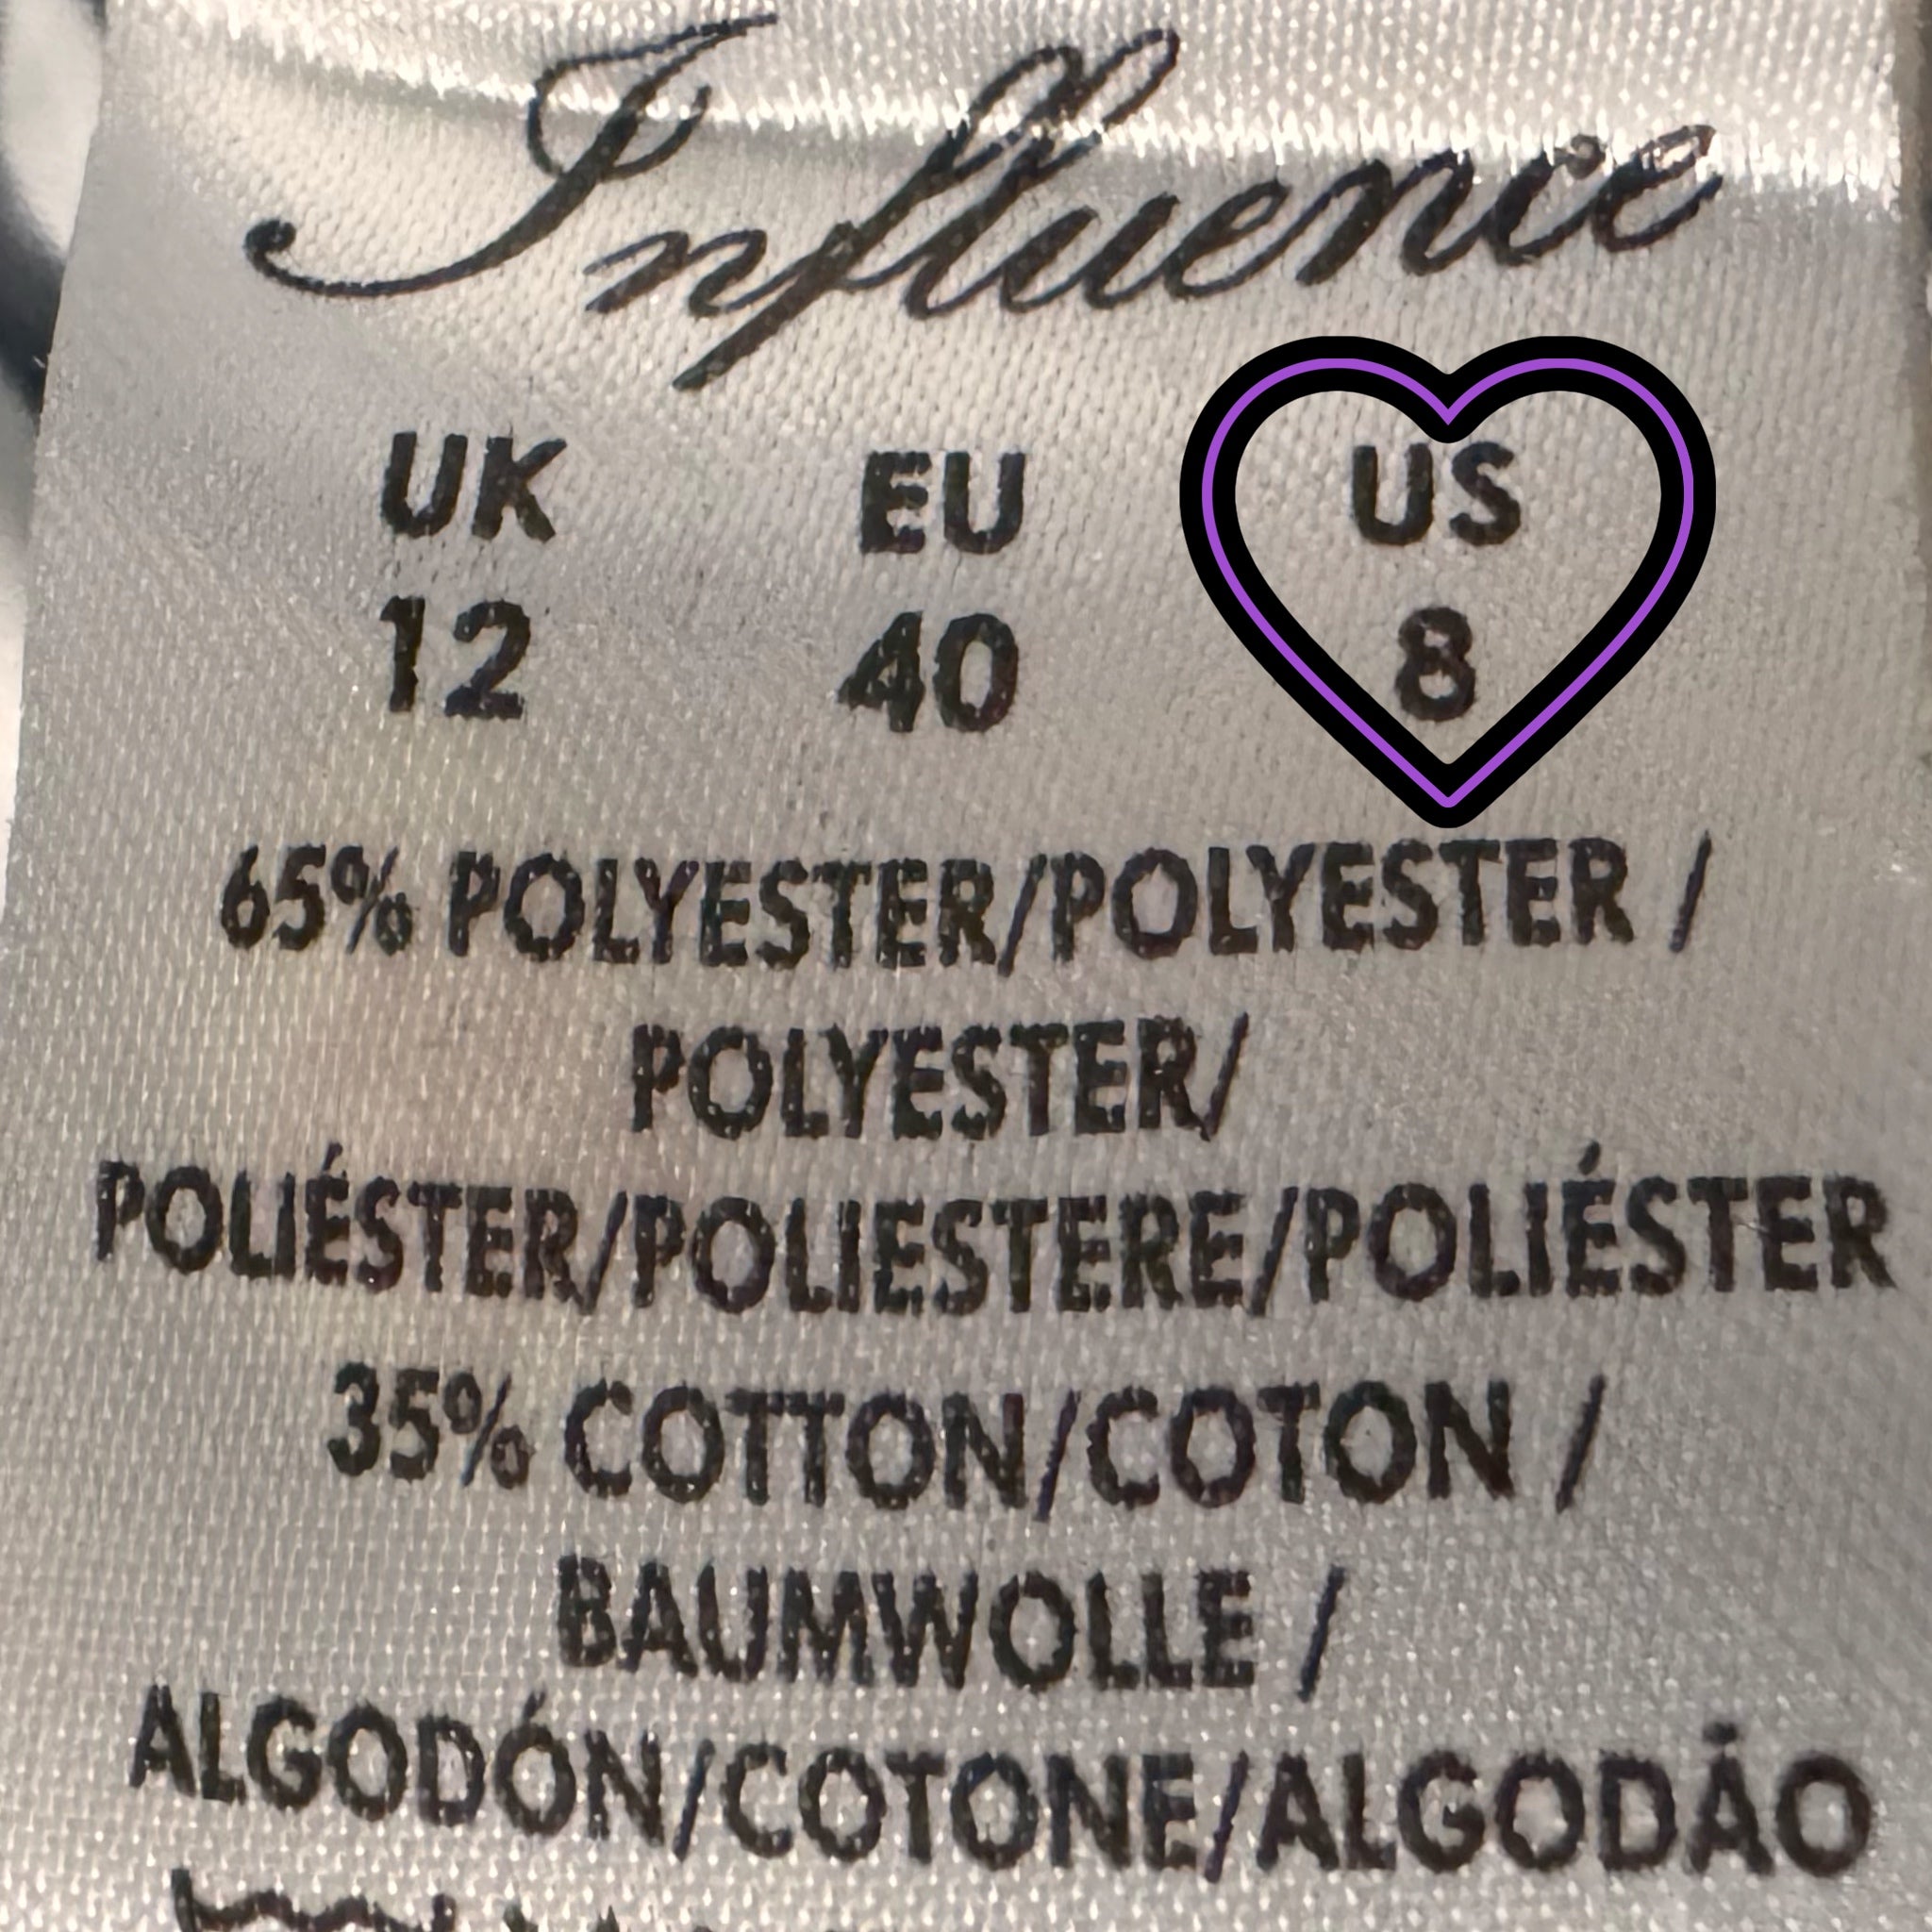 Influence
UK EU US
12 40 8
65% POLYESTER/POLYESTER /
POLYESTER/
POLIÉSTER/POLIESTERE/POLIÉSTER
35% COTTON/COTON /
BAUMWOLLE /
ALGODÓN/COTONE/ALGODÃO